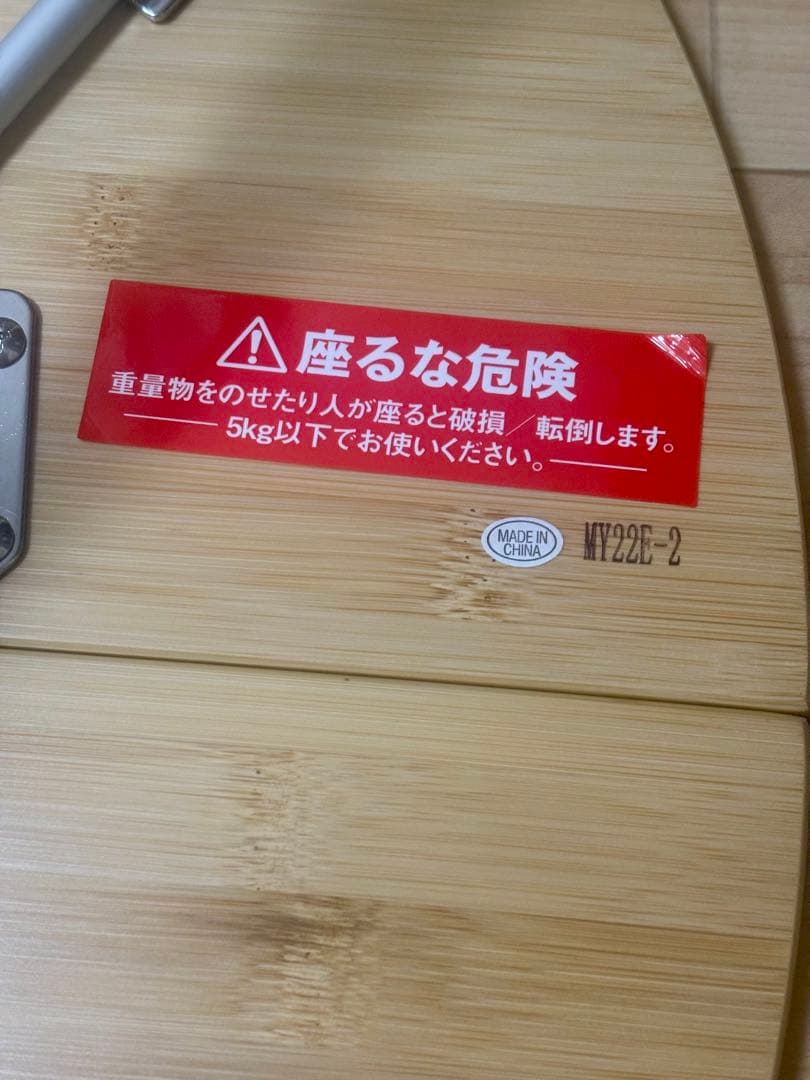 座るな危険
重量物をのせたり人が座ると破損／転倒します。
5kg以下でお使いください。
MADE IN
CHINA
MY22E-2